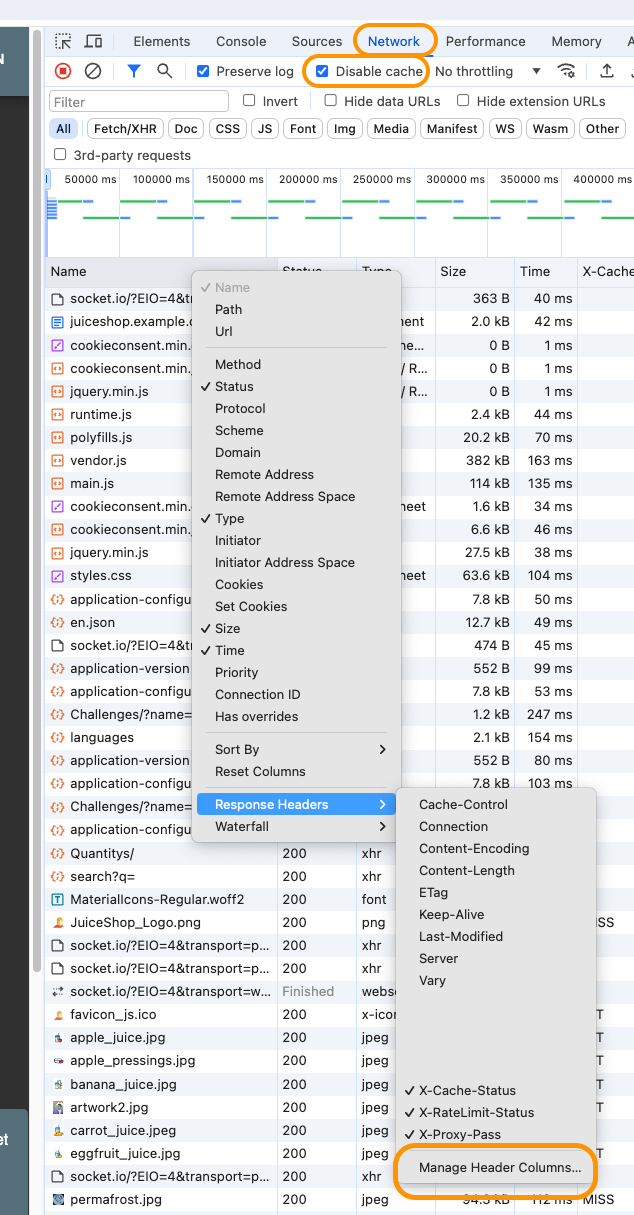 N
Elements Console Sources Network Performance Memory A
Preserve log Disable cache No throttling
Filter Invert Hide data URLs Hide extension URLs
All Fetch/XHR Doc CSS JS Font Img Media Manifest WS Wasm Other
3rd-party requests
50000 ms 100000 ms 150000 ms 200000 ms 250000 ms 300000 ms 350000 ms 400000 ms
Name Status Type Size Time X-Cache
socket.io/?EIO=4&tr 363 B 40 ms
juiceshop.example.c ment 2.0 kB 42 ms
cookieconsent.min. he... 0 B 1 ms
cookieconsent.min. / R... 0 B 1 ms
jquery.min.js / R... 0 B 1 ms
runtime.js 2.4 kB 44 ms
polyfills.js 20.2 kB 70 ms
vendor.js 382 kB 163 ms
main.js 114 kB 135 ms
cookieconsent.min. heet 1.6 kB 34 ms
cookieconsent.min. 6.6 kB 46 ms
jquery.min.js 27.5 kB 38 ms
styles.css heet 63.6 kB 104 ms
application-configu 7.8 kB 50 ms
en.json 12.7 kB 49 ms
socket.io/?EIO=4&tr 474 B 45 ms
application-version 552 B 99 ms
application-configu 7.8 kB 53 ms
Challenges/?name= 1.2 kB 247 ms
languages 2.1 kB 154 ms
application-version 552 B 80 ms
application-configu 7.8 kB 103 ms
Challenges/?name=
application-configu
Quantitys/ 200 xhr
search?q= 200 xhr
MaterialIcons-Regular.woff2 200 font
JuiceShop_Logo.png 200 png SS
socket.io/?EIO=4&transport=p... 200 xhr
socket.io/?EIO=4&transport=p... 200 xhr
socket.io/?EIO=4&transport=w... Finished webso
favicon_js.ico 200 x-icon T
apple_juice.jpg 200 jpeg T
apple_pressings.jpg 200 jpeg T
banana_juice.jpg 200 jpeg T
artwork2.jpg 200 jpeg T
carrot_juice.jpeg 200 jpeg
eggfruit_juice.jpg 200 jpeg T
socket.io/?EIO=4&transport=p... 200 xhr
permafrost.jpg 200 jpeg 94.3 kB 112 ms MISS
Name
Path
Url
Method
Status
Protocol
Scheme
Domain
Remote Address
Remote Address Space
Type
Initiator
Initiator Address Space
Cookies
Set Cookies
Size
Time
Priority
Connection ID
Has overrides
Sort By
Reset Columns
Response Headers
Waterfall
Cache-Control
Connection
Content-Encoding
Content-Length
ETag
Keep-Alive
Last-Modified
Server
Vary
X-Cache-Status
X-RateLimit-Status
X-Proxy-Pass
Manage Header Columns...
et